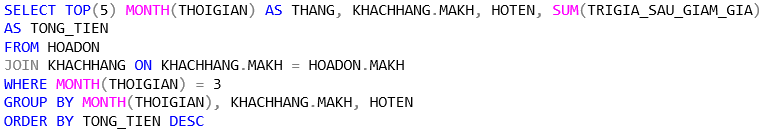 SELECT TOP(5) MONTH(THOIGIAN) AS THANG, KHACHHANG.MAKH, HOTEN, SUM(TRIGIA_SAU_GIAM_GIA)
AS TONG_TIEN
FROM HOADON
JOIN KHACHHANG ON KHACHHANG.MAKH = HOADON.MAKH
WHERE MONTH(THOIGIAN) = 3
GROUP BY MONTH(THOIGIAN), KHACHHANG.MAKH, HOTEN
ORDER BY TONG_TIEN DESC